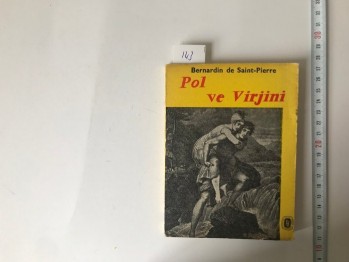 143
Bernardin de Saint-Pierre
Pol
ve Virjini